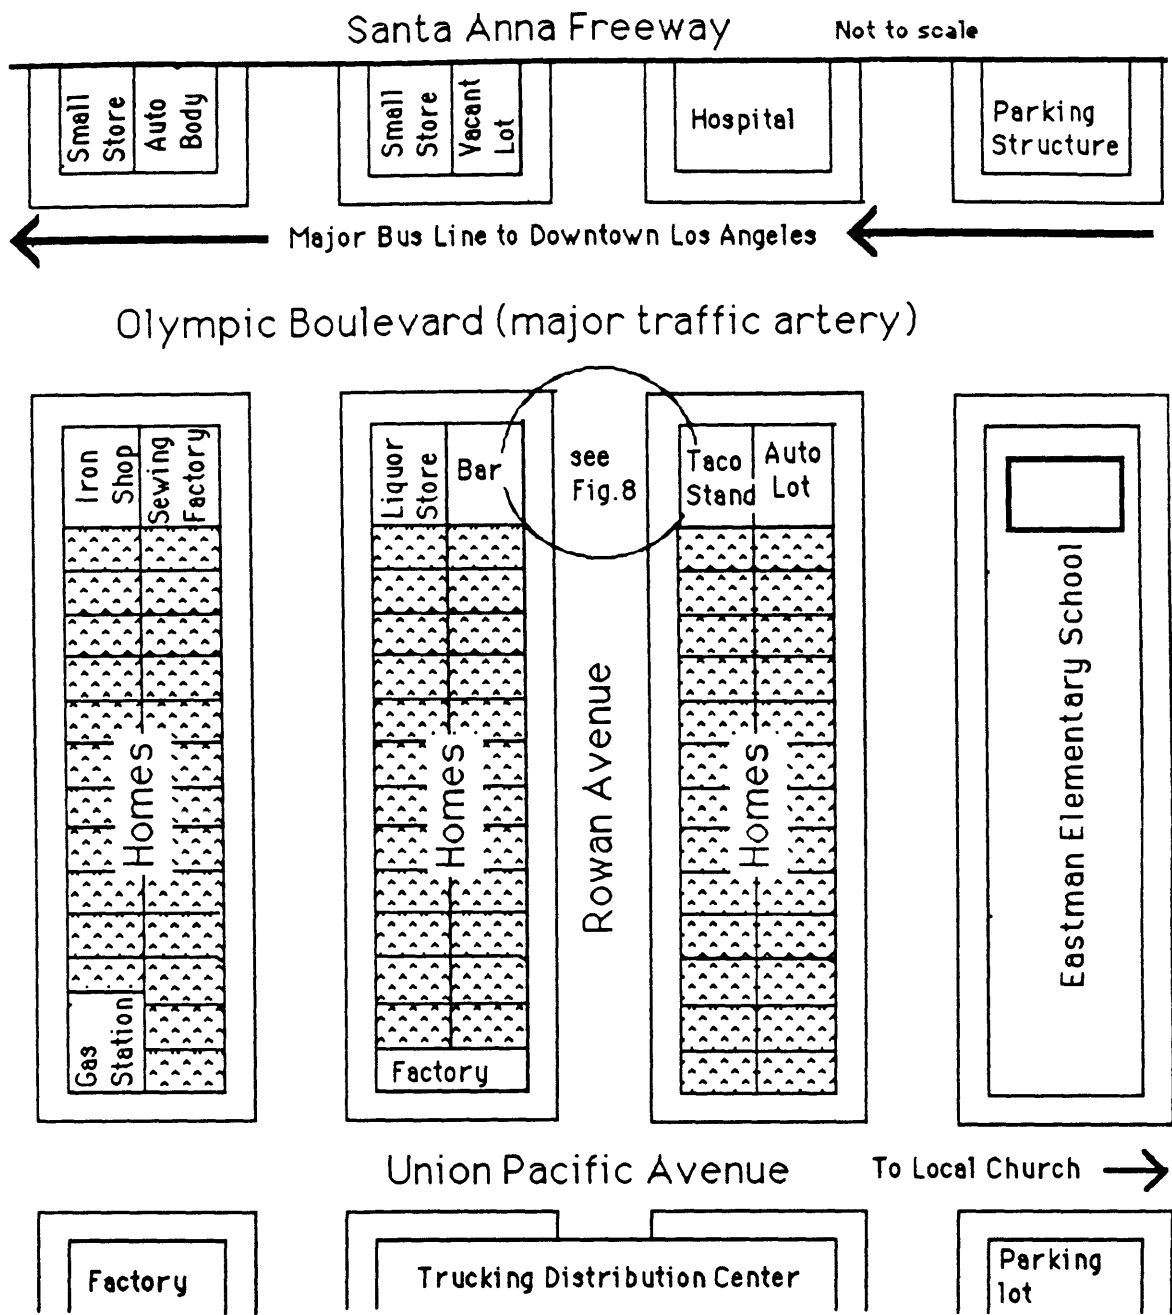 Santa Anna Freeway
Not to scale
Small
Store
Auto
Body
Small
Store
Vacant
Lot
Hospital
Parking
Structure
Major Bus Line to Downtown Los Angeles
Olympic Boulevard (major traffic artery)
Iron
Shop
Sewing
Factory
Liquor
Store
Bar
see
Fig.8
Taco
Stand
Auto
Lot
Homes
Homes
Rowan Avenue
Homes
Eastman Elementary School
Gas
Station
Factory
Union Pacific Avenue
To Local Church
Factory
Trucking Distribution Center
Parking
lot